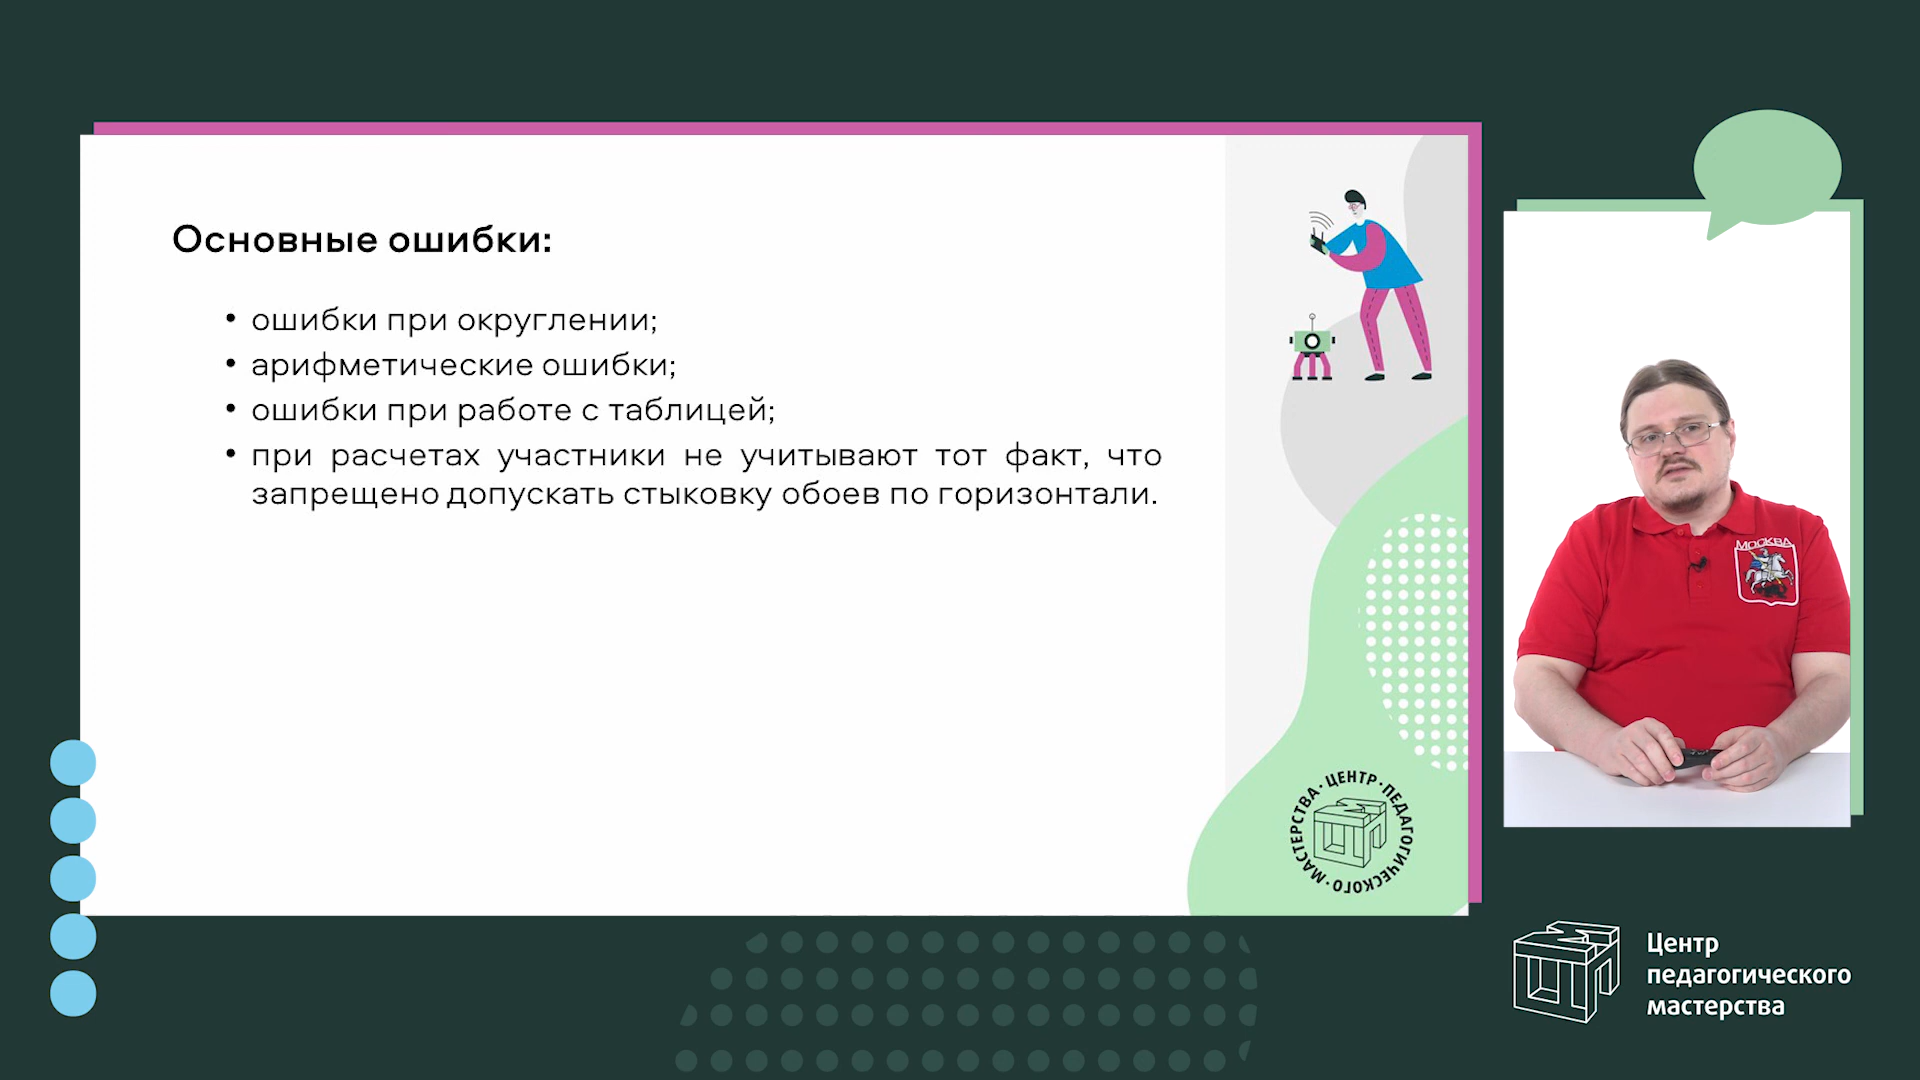 Основные ошибки:
• ошибки при округлении;
• арифметические ошибки;
• ошибки при работе с таблицей;
• при расчетах участники не учитывают тот факт, что
запрещено допускать стыковку обоев по горизонтали.
МОСКВА
ЦЕНТР · ПЕДАГОГИЧЕСКОГО · МАСТЕРСТВА ·
Центр
педагогического
мастерства